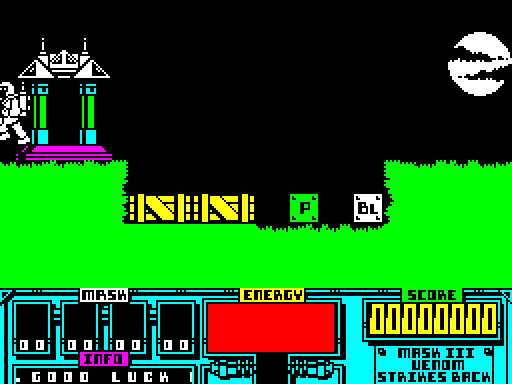 P
BL
MASK
ENERGY
SCORE
00000000
00
00
00
00
INFO
. GOOD LUCK
MASK III
VENOM
STRIKES BACK